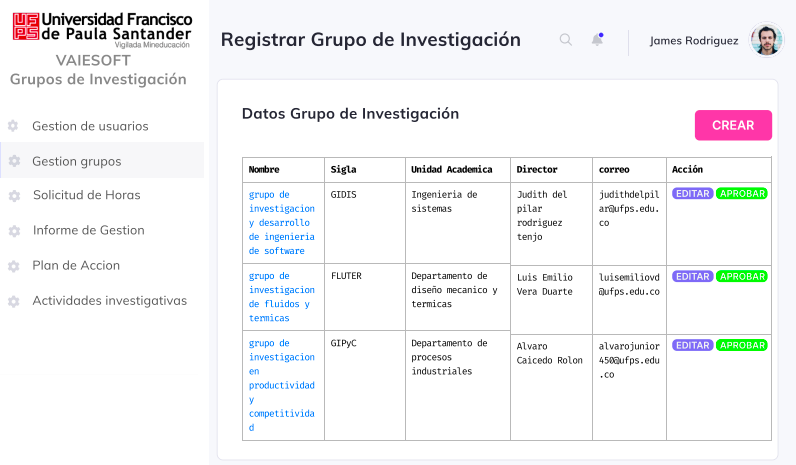 Universidad Francisco
de Paula Santander
Vigilada Mineducación
VAIESOFT
Grupos de Investigación
Gestion de usuarios
Gestion grupos
Solicitud de Horas
Informe de Gestion
Plan de Accion
Actividades investigativas
Registrar Grupo de Investigación
James Rodriguez
Datos Grupo de Investigación
CREAR
Nombre Sigla Unidad Academica Director correo Acción
grupo de
investigacion
y desarrollo
de ingenieria
de software
GIDIS
Ingenieria de
sistemas
Judith del
pilar
rodriguez
tenjo
judithdelpil
ar@ufps.edu.
co
EDITAR APROBAR
grupo de
investigacion
de fluidos y
termicas
FLUTER
Departamento de
diseño mecanico y
termicas
Luis Emilio
Vera Duarte
luisemiliovd
@ufps.edu.co
EDITAR APROBAR
grupo de
investigacion
en
productividad
y
competitivida
d
GIPyC
Departamento de
procesos
industriales
Alvaro
Caicedo Rolon
alvarojunior
450@ufps.edu
.co
EDITAR APROBAR